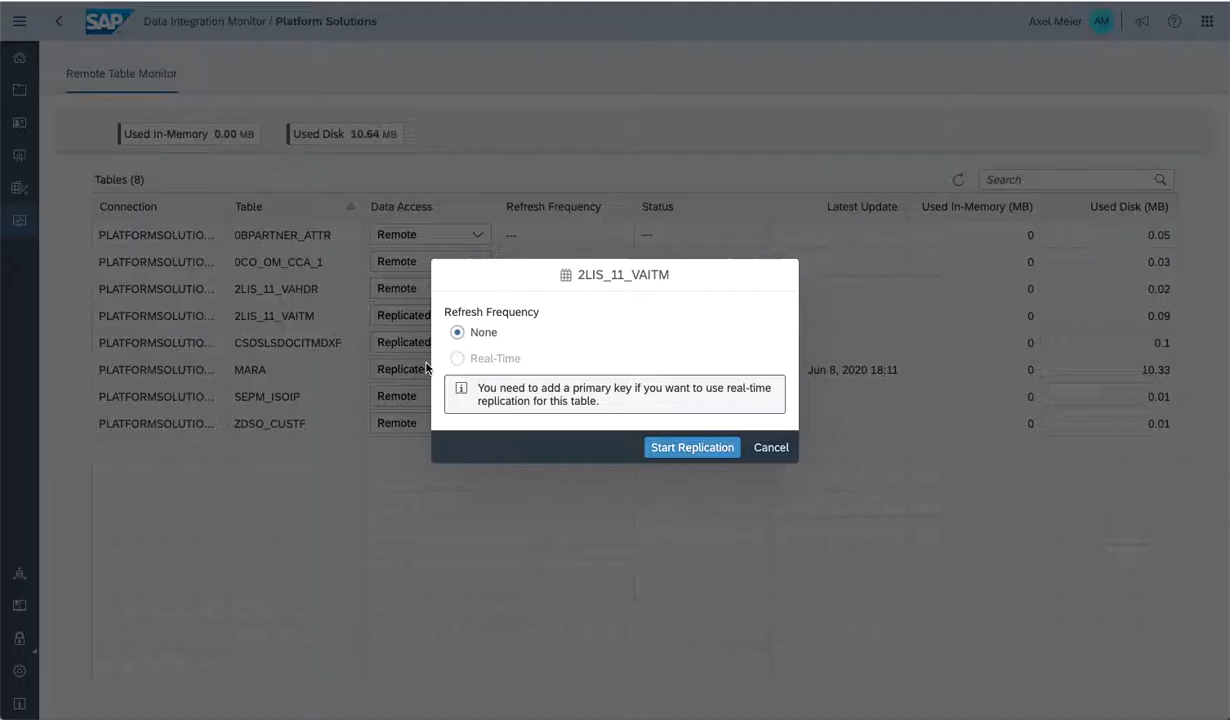 SAP Data Integration Monitor / Platform Solutions Axel Meier AM
Remote Table Monitor
Used In-Memory 0.00 MB Used Disk 10.64 MB
Tables (8) Search
Connection Table Data Access Refresh Frequency Status Latest Update Used In-Memory (MB) Used Disk (MB)
PLATFORMSOLUTIO... 0BPARTNER_ATTR Remote --- --- 0 0.05
PLATFORMSOLUTIO... 0CO_OM_CCA_1 Remote 0 0.03
PLATFORMSOLUTIO... 2LIS_11_VAHDR Remote 0 0.02
PLATFORMSOLUTIO... 2LIS_11_VAITM Replicated 0 0.09
PLATFORMSOLUTIO... CSDSLSDOCITMDXF Replicated 0 0.1
PLATFORMSOLUTIO... MARA Replicate Jun 8, 2020 18:11 0 10.33
PLATFORMSOLUTIO... SEPM_ISOIP Remote 0 0.01
PLATFORMSOLUTIO... ZDSO_CUSTF Remote 0 0.01
2LIS_11_VAITM
Refresh Frequency
None
Real-Time
You need to add a primary key if you want to use real-time
replication for this table.
Start Replication Cancel